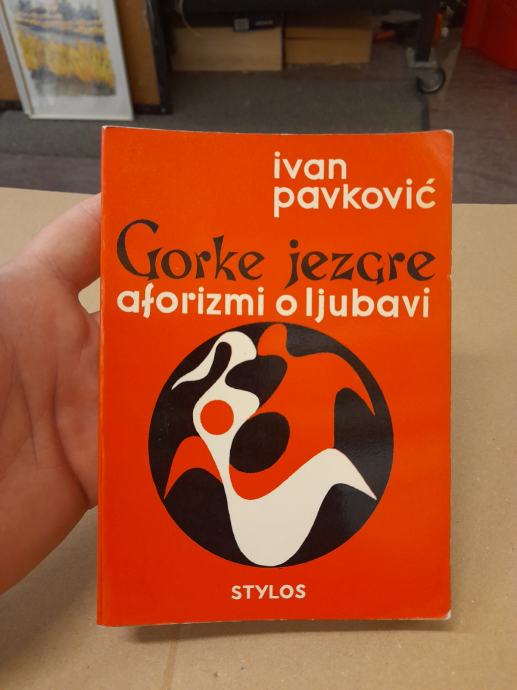 ivan
pavković
Gorke jezgre
aforizmi o ljubavi
STYLOS